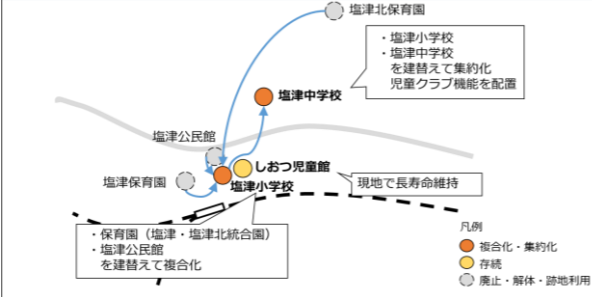 塩津北保育園
・塩津小学校
・塩津中学校
を建替えて集約化
児童クラブ機能を配置
塩津中学校
塩津公民館
しおつ児童館
塩津保育園
塩津小学校
現地で長寿命維持
・保育園（塩津・塩津北統合園）
・塩津公民館
を建替えて複合化
凡例
複合化・集約化
存続
廃止・解体・跡地利用